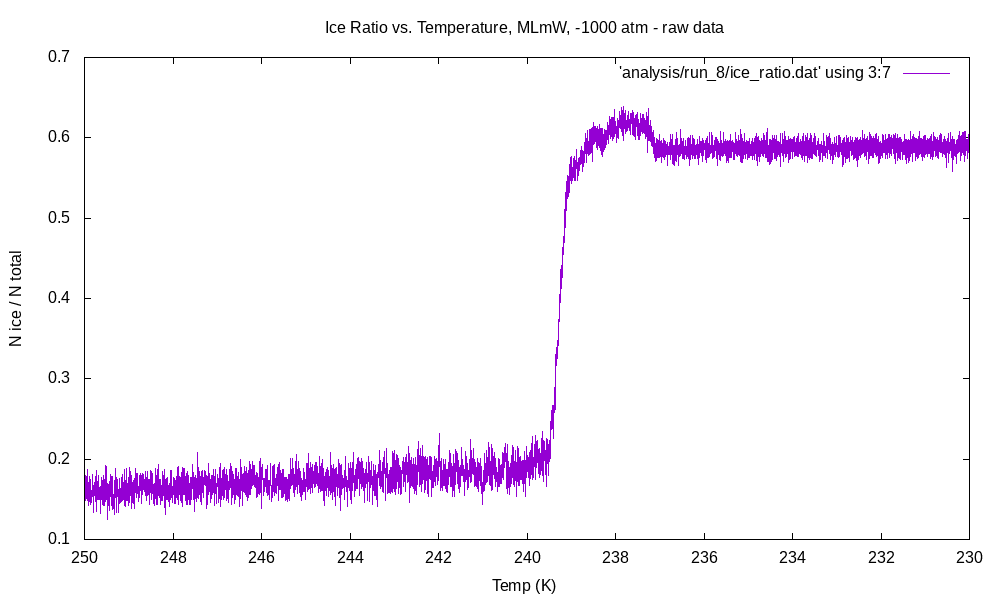 Ice Ratio vs. Temperature, MLmW, -1000 atm - raw data
'analysis/run_8/ice_ratio.dat' using 3:7
0.7
0.6
0.5
0.4
0.3
0.2
0.1
N ice / N total
250 248 246 244 242 240 238 236 234 232 230
Temp (K)